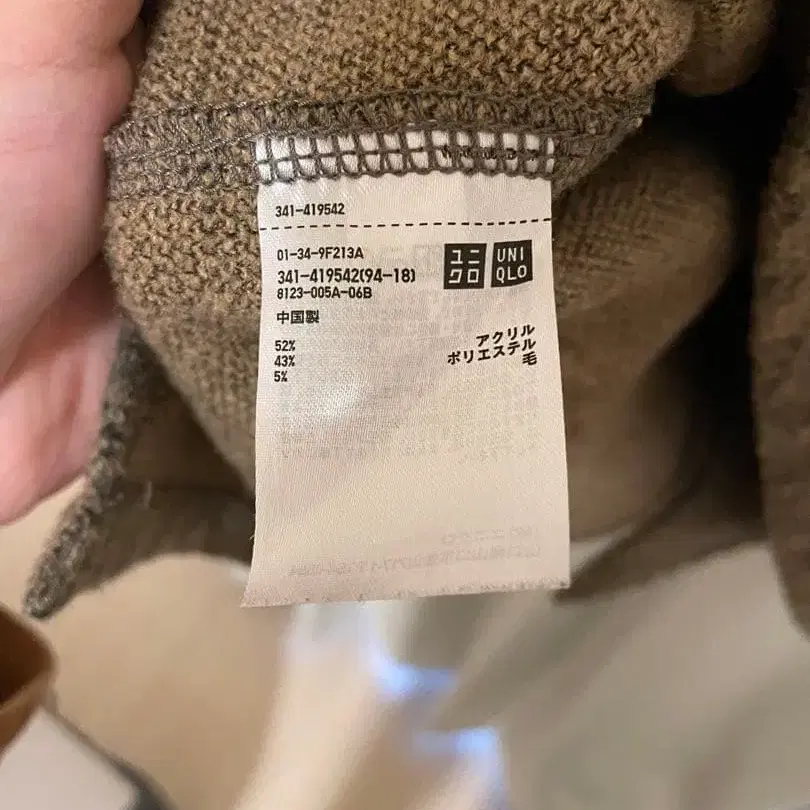 341-419542
01-34-9F213A
341-419542(94-18)
8123-005A-06B
ユニ
クロ
UNI
QLO
中国製
52% アクリル
43% ポリエステル
5% 毛